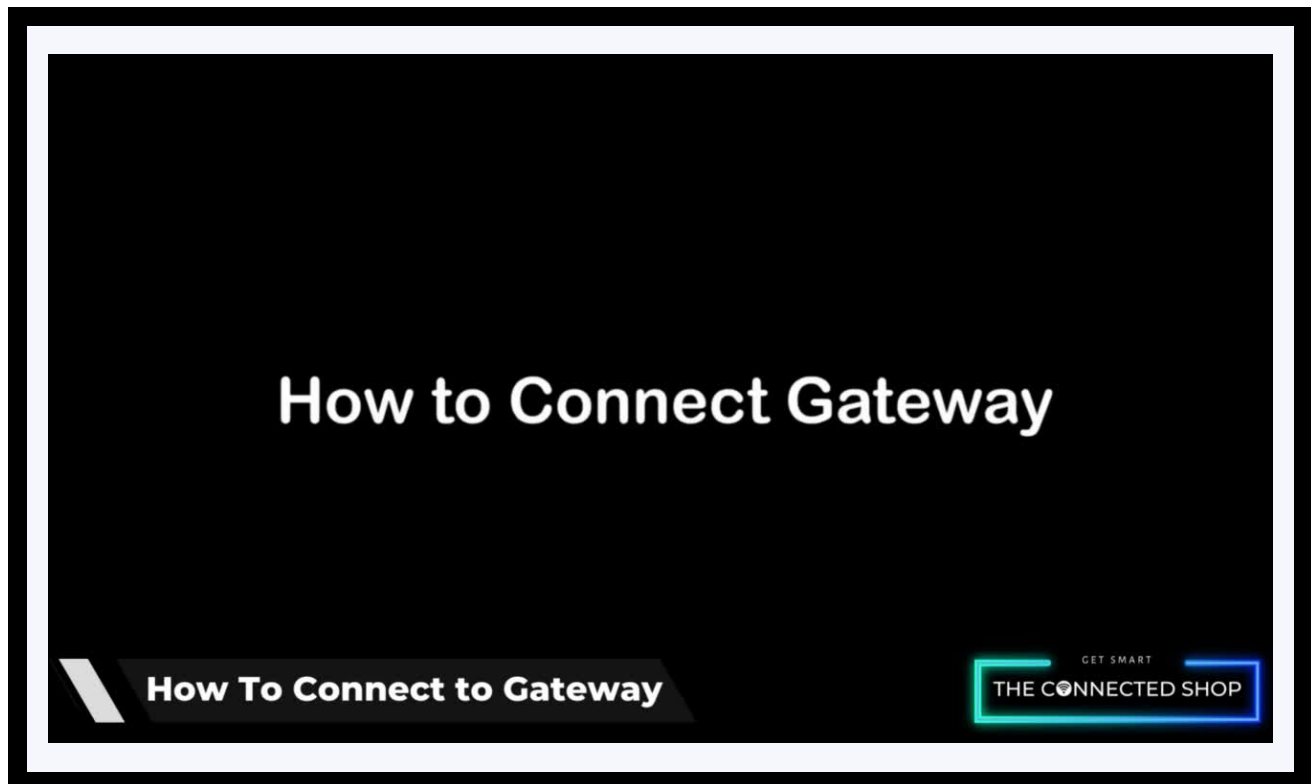 How to Connect Gateway
How To Connect to Gateway
GET SMART
THE CONNECTED SHOP